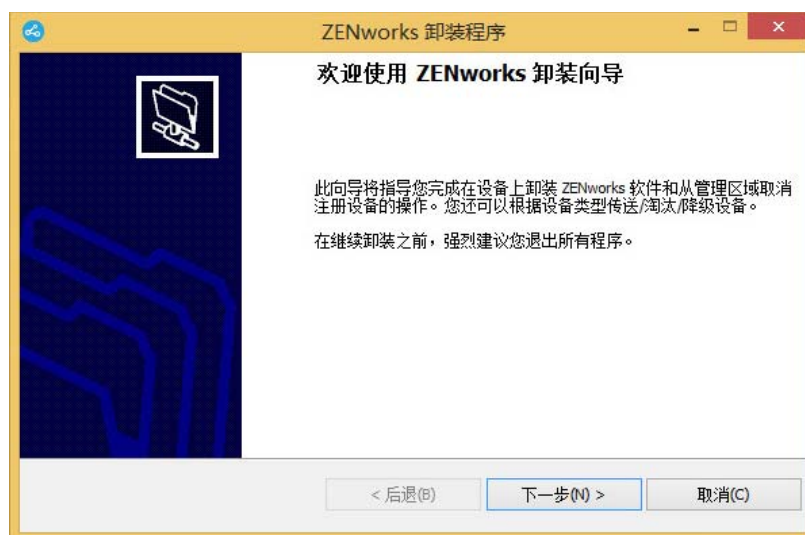 ZENworks 卸装程序
欢迎使用 ZENworks 卸装向导
此向导将指导您完成在设备上卸装 ZENworks 软件和从管理区域取消
注册设备的操作。您还可以根据设备类型传送/淘汰/降级设备。
在继续卸装之前，强烈建议您退出所有程序。
< 后退(B)
下一步(N) >
取消(C)